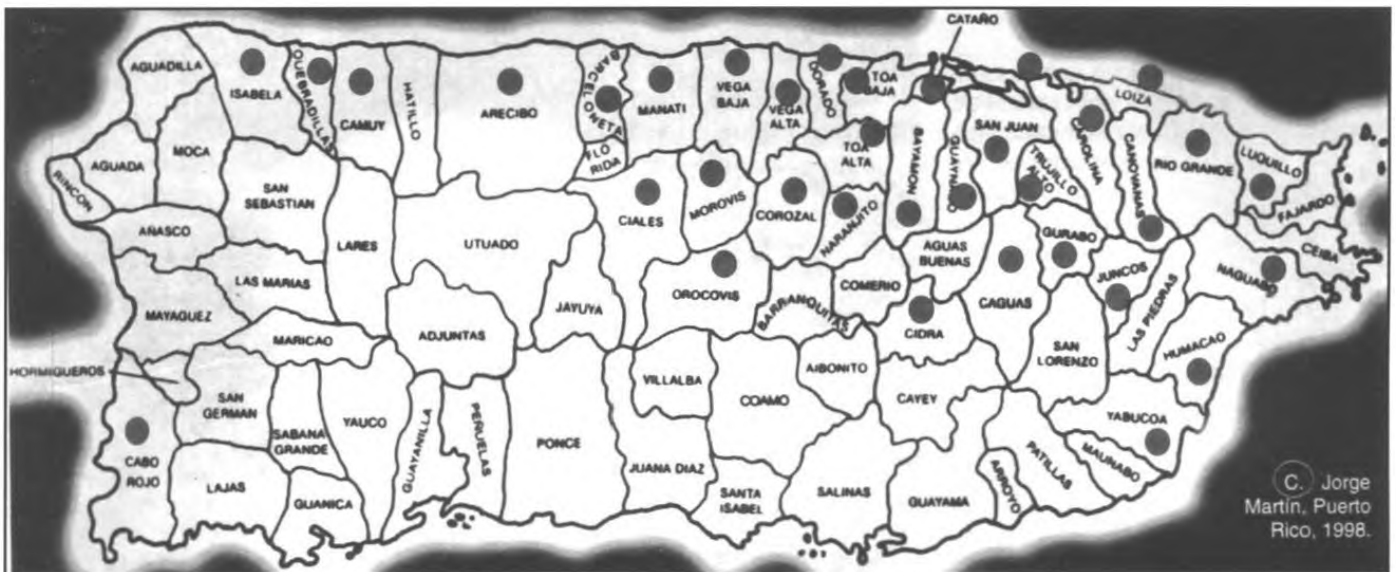 CATAÑO
AGUADILLA
ISABELA
QUEBRADILLA
CAMUY
HATILLO
ARECIBO
BARCELONETA
MANATI
VEGA
BAJA
VEGA
ALTA
DORADO
TOA
BAJA
LOIZA
SAN JUAN
CAROLINA
CANOVANAS
RIO GRANDE
LUQUILLO
FAJARDO
CEIBA
AGUADA
MOCA
RINCON
FLO
RIDA
TOA
ALTA
BAYAMON
GUAYNABO
TRUJILLO
ALTO
SAN
SEBASTIAN
CIALES
MOROVIS
COROZAL
NARANJITO
AÑASCO
LARES
UTUADO
AGUAS
BUENAS
GURABO
JUNCOS
LAS PIEDRAS
NAGUABO
LAS MARIAS
OROCOVIS
BARRANQUITAS
COMERIO
CAGUAS
MAYAGUEZ
MARICAO
ADJUNTAS
JAYUYA
CIDRA
SAN
LORENZO
HUMACAO
HORMIGUEROS
SAN
GERMAN
VILLALBA
AIBONITO
COAMO
CAYEY
YABUCOA
CABO
ROJO
SABANA
GRANDE
YAUCO
GUAYANILLA
PEÑUELAS
PONCE
JUANA DIAZ
PATILLAS
MAUNABO
LAJAS
GUANICA
SANTA
ISABEL
SALINAS
GUAYAMA
ARROYO
C. Jorge
Martín, Puerto
Rico, 1998.